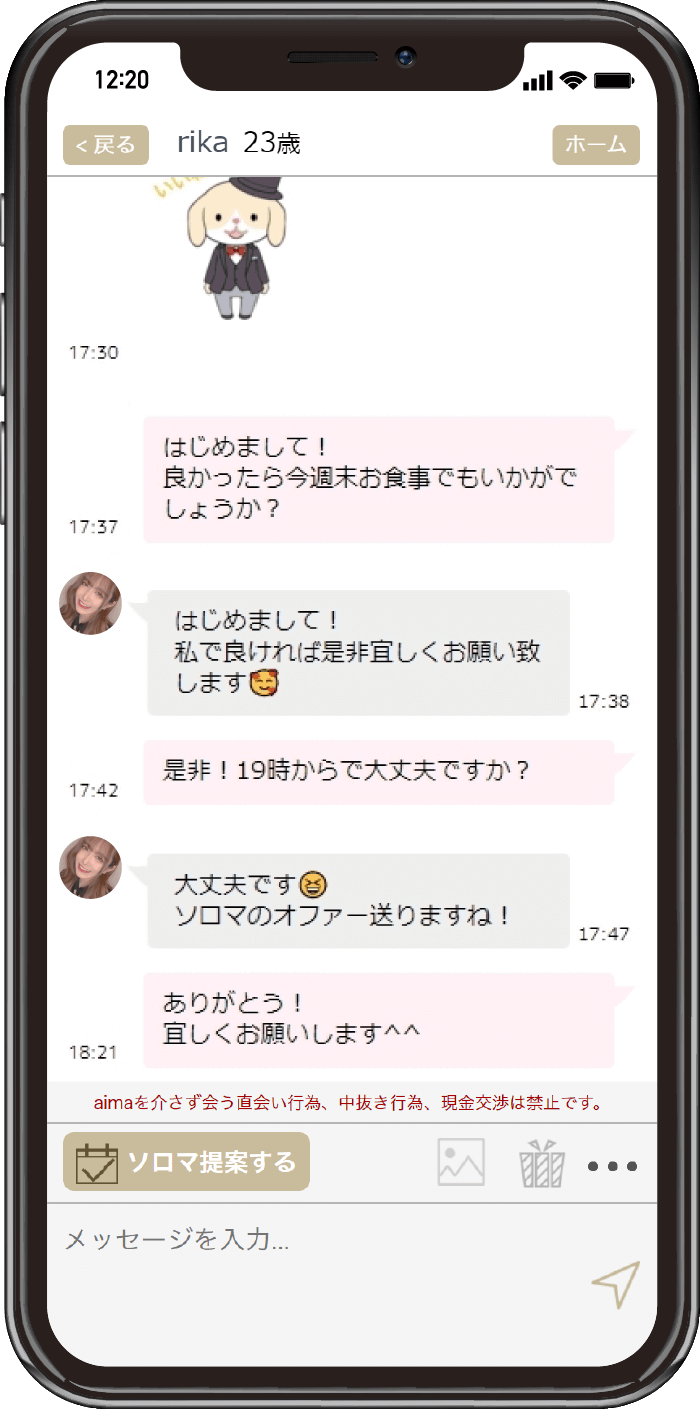 12:20
< 戻る rika 23歳 ホーム
17:30
はじめまして！
良かったら今週末お食事でもいかがで
しょうか？
17:37
はじめまして！
私で良ければ是非宜しくお願い致
します🥰
17:38
是非！19時からで大丈夫ですか？
17:42
大丈夫です😆
ソロマのオファー送りますね！
17:47
ありがとう！
宜しくお願いします^^
18:21
aimaを介さず会う直会い行為、中抜き行為、現金交渉は禁止です。
ソロマ提案する
メッセージを入力...